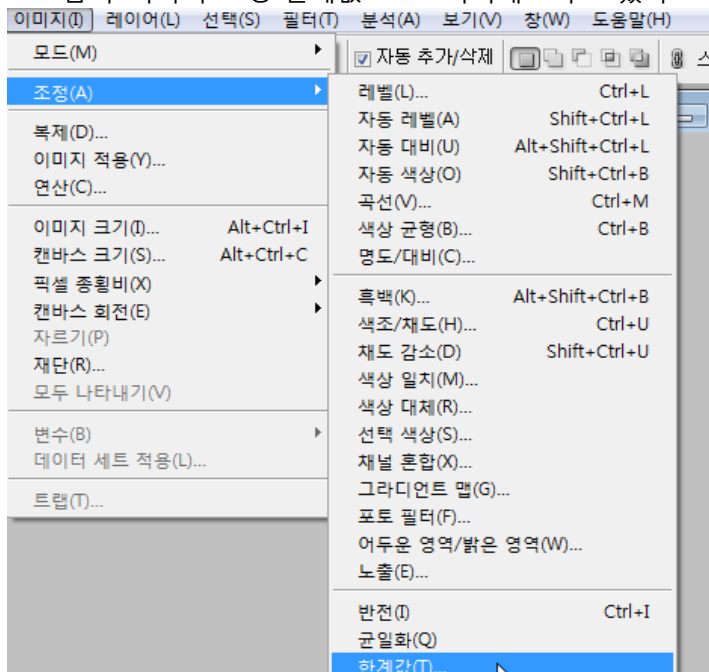 이미지(I) 레이어(L) 선택(S) 필터(T) 분석(A) 보기(V) 창(W) 도움말(H)
자동 추가/삭제
모드(M)
조정(A)
복제(D)...
이미지 적용(Y)...
연산(C)...
이미지 크기(I)... Alt+Ctrl+I
캔버스 크기(S)... Alt+Ctrl+C
픽셀 종횡비(X)
캔버스 회전(E)
자르기(P)
재단(R)...
모두 나타내기(V)
변수(B)
데이터 세트 적용(L)...
트랩(T)...
레벨(L)... Ctrl+L
자동 레벨(A) Shift+Ctrl+L
자동 대비(U) Alt+Shift+Ctrl+L
자동 색상(O) Shift+Ctrl+B
곡선(V)... Ctrl+M
색상 균형(B)... Ctrl+B
명도/대비(C)...
흑백(K)... Alt+Shift+Ctrl+B
색조/채도(H)... Ctrl+U
채도 감소(D) Shift+Ctrl+U
색상 일치(M)...
색상 대체(R)...
선택 색상(S)...
채널 혼합(X)...
그라디언트 맵(G)...
포토 필터(F)...
어두운 영역/밝은 영역(W)...
노출(E)...
반전(I) Ctrl+I
균일화(Q)
한계값(T)...